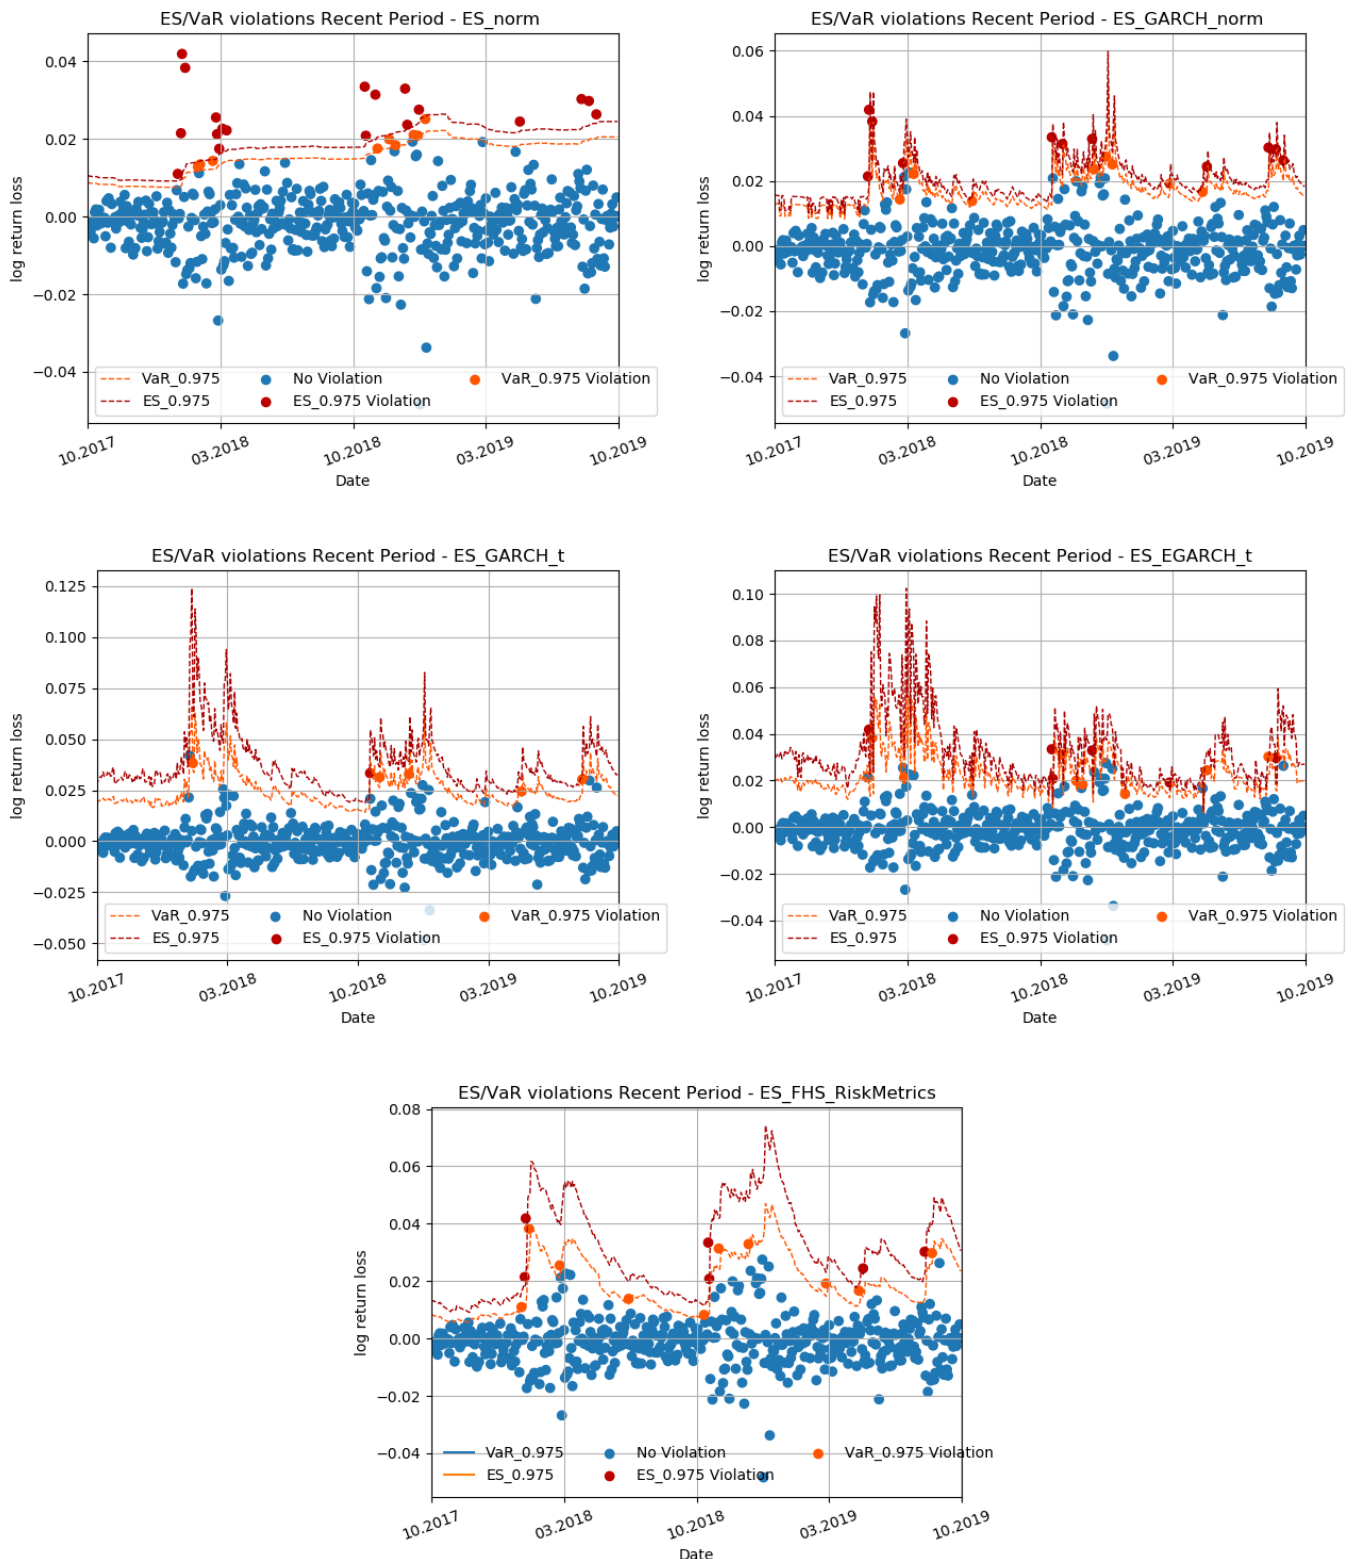 ES/VaR violations Recent Period - ES_norm
log return loss
0.04
0.02
0.00
−0.02
−0.04
VaR_0.975
No Violation
VaR_0.975 Violation
ES_0.975
ES_0.975 Violation
10.2017
03.2018
10.2018
03.2019
10.2019
Date
ES/VaR violations Recent Period - ES_GARCH_norm
log return loss
0.06
0.04
0.02
0.00
−0.02
−0.04
VaR_0.975
No Violation
VaR_0.975 Violation
ES_0.975
ES_0.975 Violation
10.2017
03.2018
10.2018
03.2019
10.2019
Date
ES/VaR violations Recent Period - ES_GARCH_t
log return loss
0.125
0.100
0.075
0.050
0.025
0.000
−0.025
−0.050
VaR_0.975
No Violation
VaR_0.975 Violation
ES_0.975
ES_0.975 Violation
10.2017
03.2018
10.2018
03.2019
10.2019
Date
ES/VaR violations Recent Period - ES_EGARCH_t
log return loss
0.10
0.08
0.06
0.04
0.02
0.00
−0.02
−0.04
VaR_0.975
No Violation
VaR_0.975 Violation
ES_0.975
ES_0.975 Violation
10.2017
03.2018
10.2018
03.2019
10.2019
Date
ES/VaR violations Recent Period - ES_FHS_RiskMetrics
log return loss
0.08
0.06
0.04
0.02
0.00
−0.02
−0.04
VaR_0.975
No Violation
VaR_0.975 Violation
ES_0.975
ES_0.975 Violation
10.2017
03.2018
10.2018
03.2019
10.2019
Date